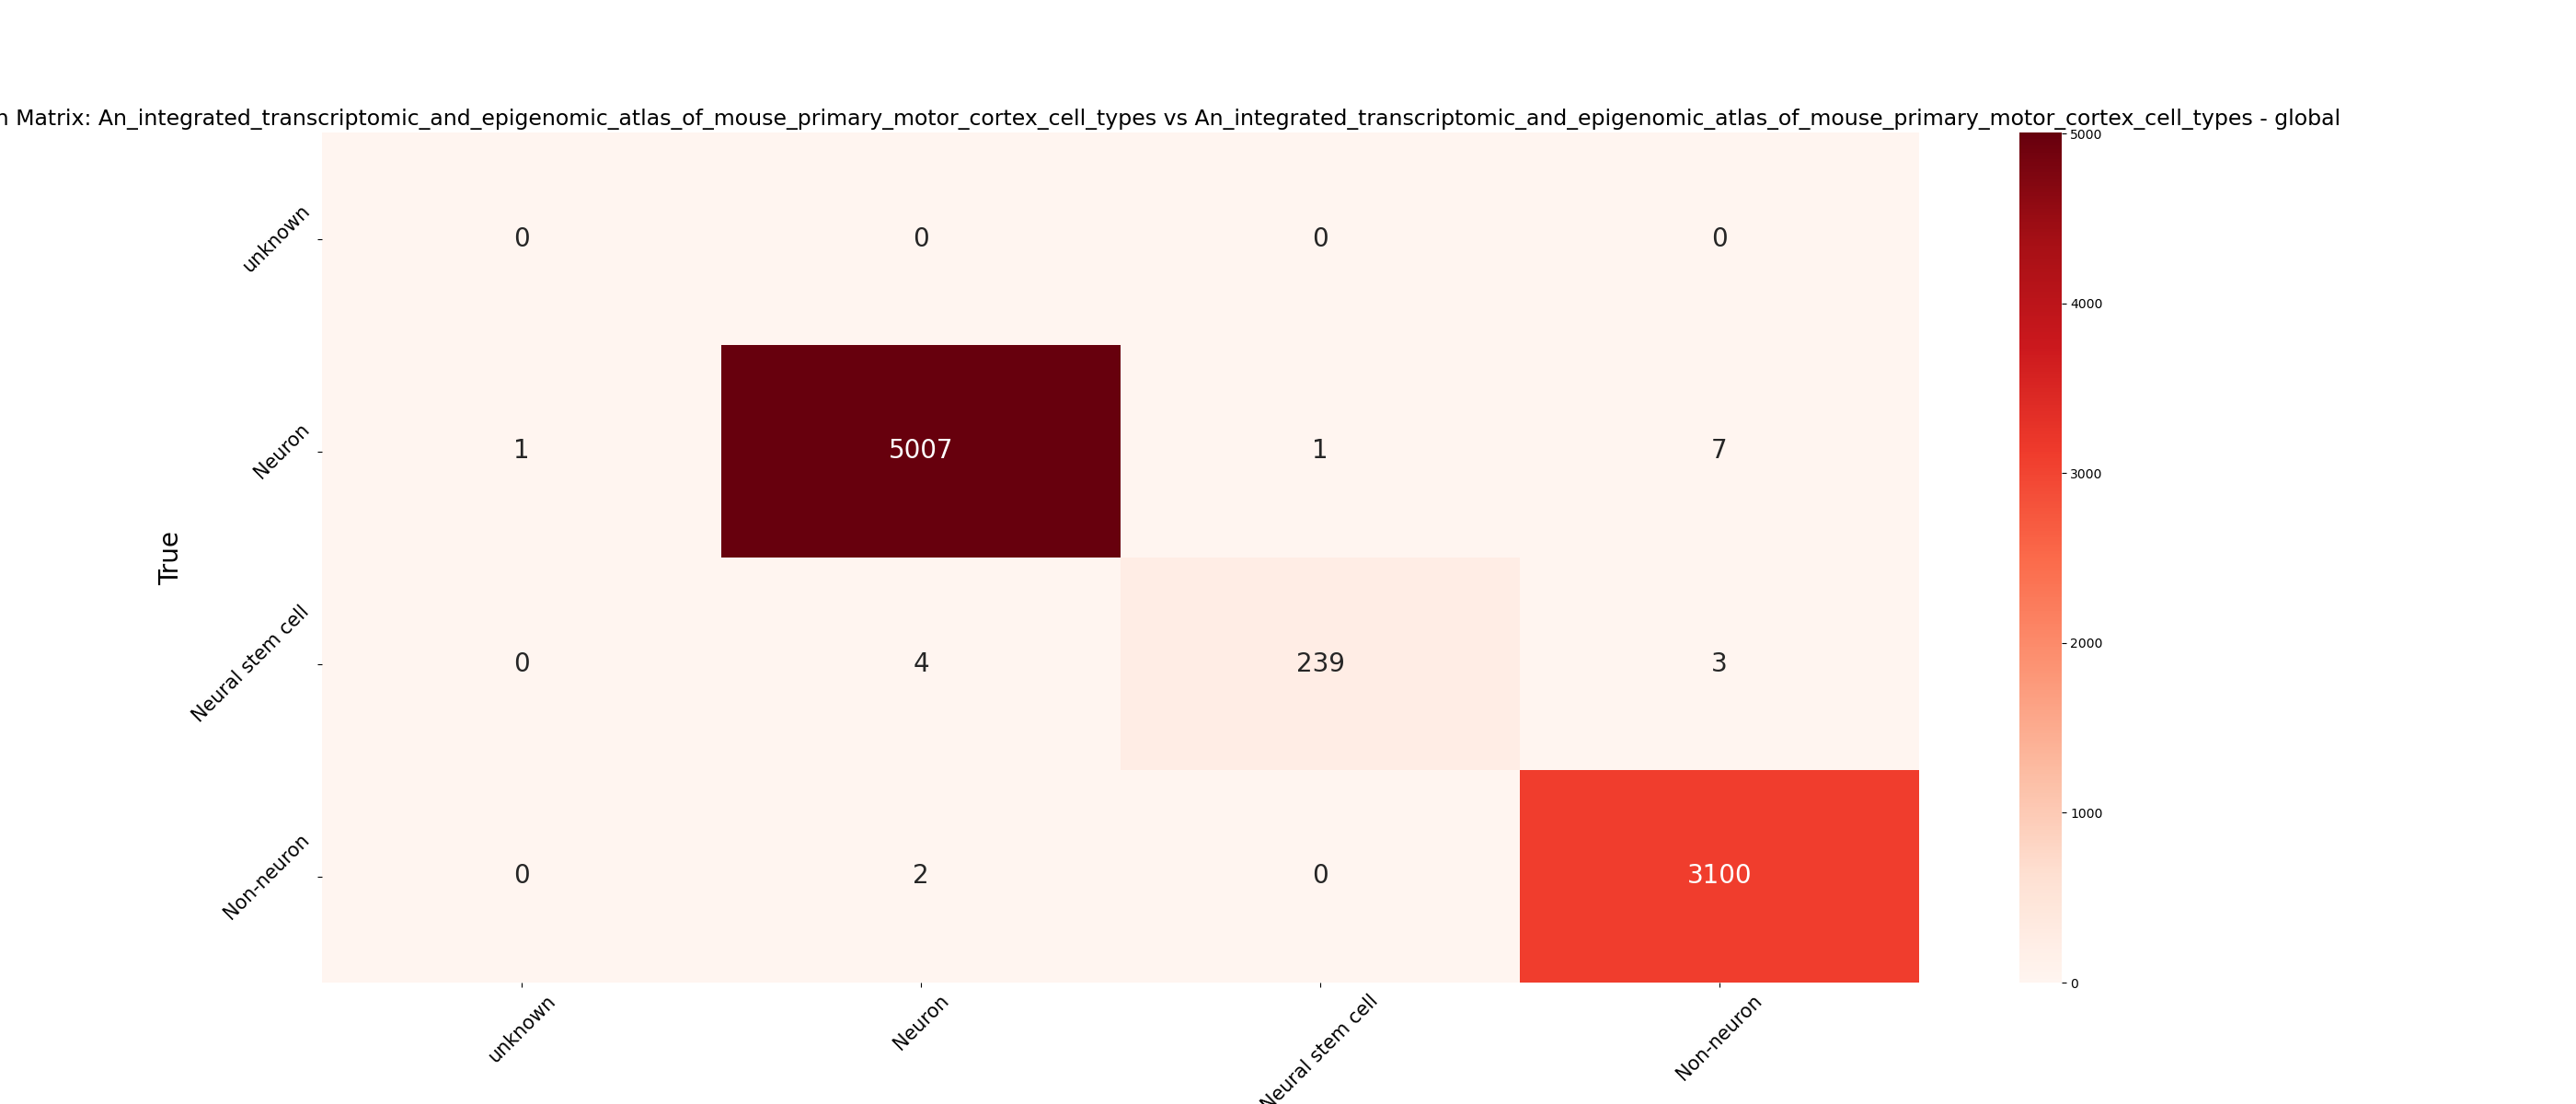 n Matrix: An_integrated_transcriptomic_and_epigenomic_atlas_of_mouse_primary_motor_cortex_cell_types vs An_integrated_transcriptomic_and_epigenomic_atlas_of_mouse_primary_motor_cortex_cell_types - global
5000
unknown
0 0 0 0
4000
Neuron
1 5007 1 7
3000
True
2000
Neural stem cell
0 4 239 3
1000
Non-neuron
0 2 0 3100
0
unknown Neuron Neural stem cell Non-neuron